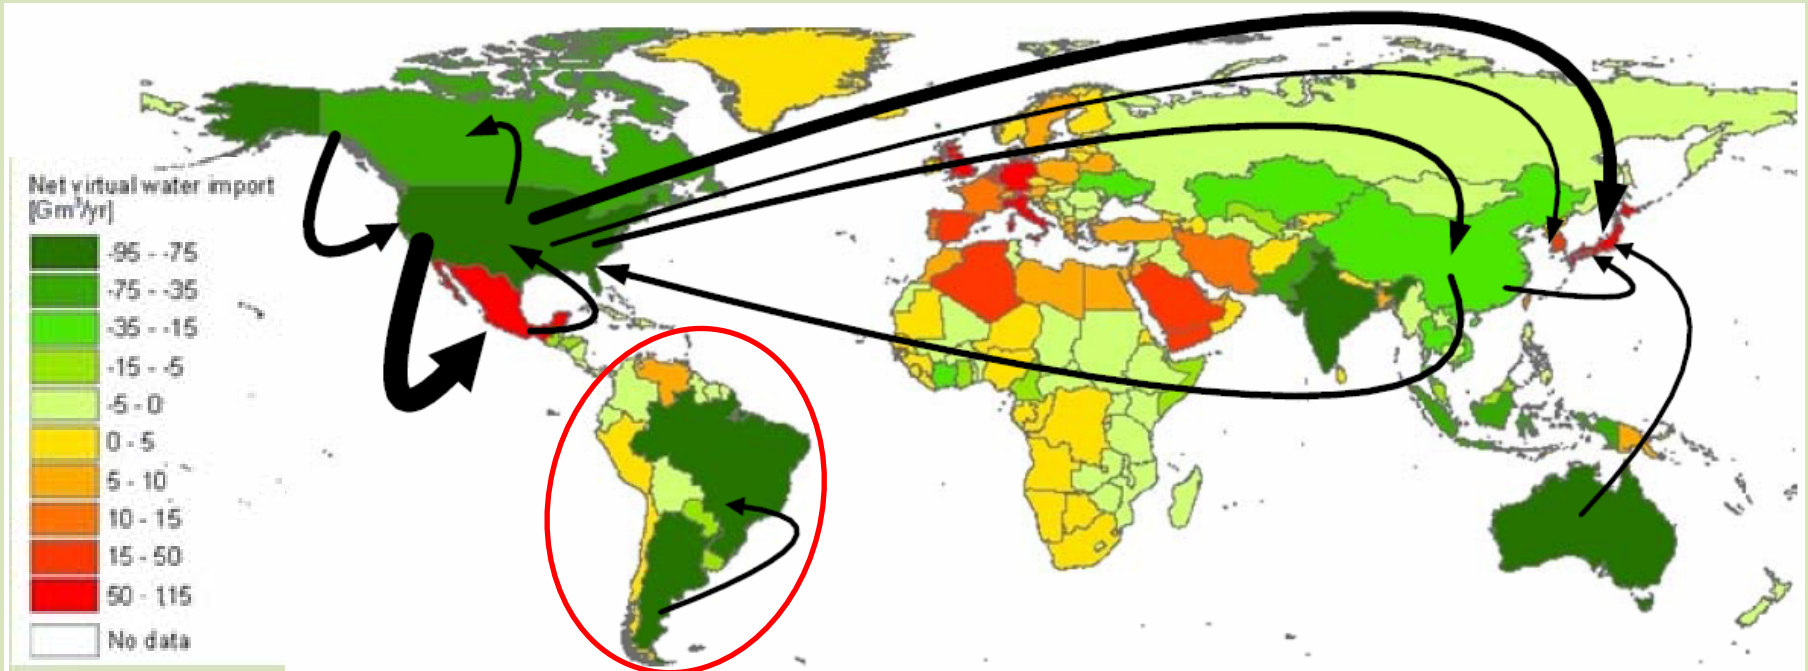 Net virtual water import
[Gm³/yr]
-95 - -75
-75 - -35
-35 - -15
-15 - -5
-5 - 0
0 - 5
5 - 10
10 - 15
15 - 50
50 - 115
No data